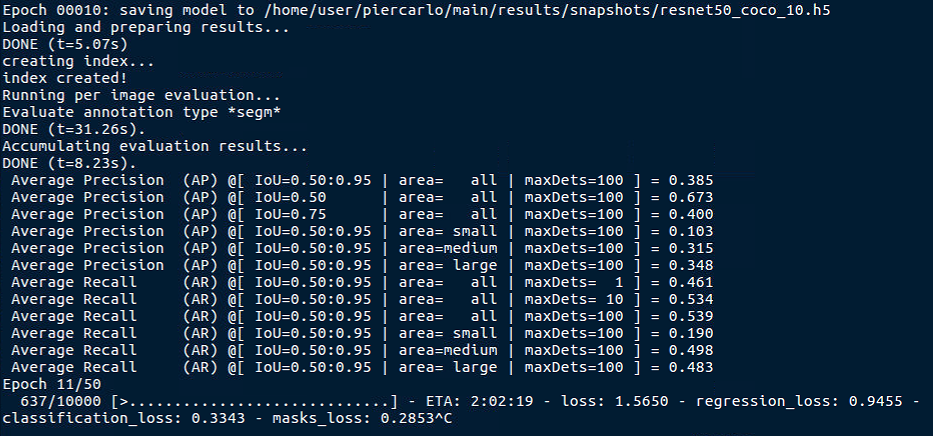 Epoch 00010: saving model to /home/user/piercarlo/main/results/snapshots/resnet50_coco_10.h5
Loading and preparing results...
DONE (t=5.07s)
creating index...
index created!
Running per image evaluation...
Evaluate annotation type *segm*
DONE (t=31.26s).
Accumulating evaluation results...
DONE (t=8.23s).
 Average Precision  (AP) @[ IoU=0.50:0.95 | area=   all | maxDets=100 ] = 0.385
 Average Precision  (AP) @[ IoU=0.50      | area=   all | maxDets=100 ] = 0.673
 Average Precision  (AP) @[ IoU=0.75      | area=   all | maxDets=100 ] = 0.400
 Average Precision  (AP) @[ IoU=0.50:0.95 | area= small | maxDets=100 ] = 0.103
 Average Precision  (AP) @[ IoU=0.50:0.95 | area=medium | maxDets=100 ] = 0.315
 Average Precision  (AP) @[ IoU=0.50:0.95 | area= large | maxDets=100 ] = 0.348
 Average Recall     (AR) @[ IoU=0.50:0.95 | area=   all | maxDets=  1 ] = 0.461
 Average Recall     (AR) @[ IoU=0.50:0.95 | area=   all | maxDets= 10 ] = 0.534
 Average Recall     (AR) @[ IoU=0.50:0.95 | area=   all | maxDets=100 ] = 0.539
 Average Recall     (AR) @[ IoU=0.50:0.95 | area= small | maxDets=100 ] = 0.190
 Average Recall     (AR) @[ IoU=0.50:0.95 | area=medium | maxDets=100 ] = 0.498
 Average Recall     (AR) @[ IoU=0.50:0.95 | area= large | maxDets=100 ] = 0.483
Epoch 11/50
  637/10000 [>.............................] - ETA: 2:02:19 - loss: 1.5650 - regression_loss: 0.9455 -
classification_loss: 0.3343 - masks_loss: 0.2853^C